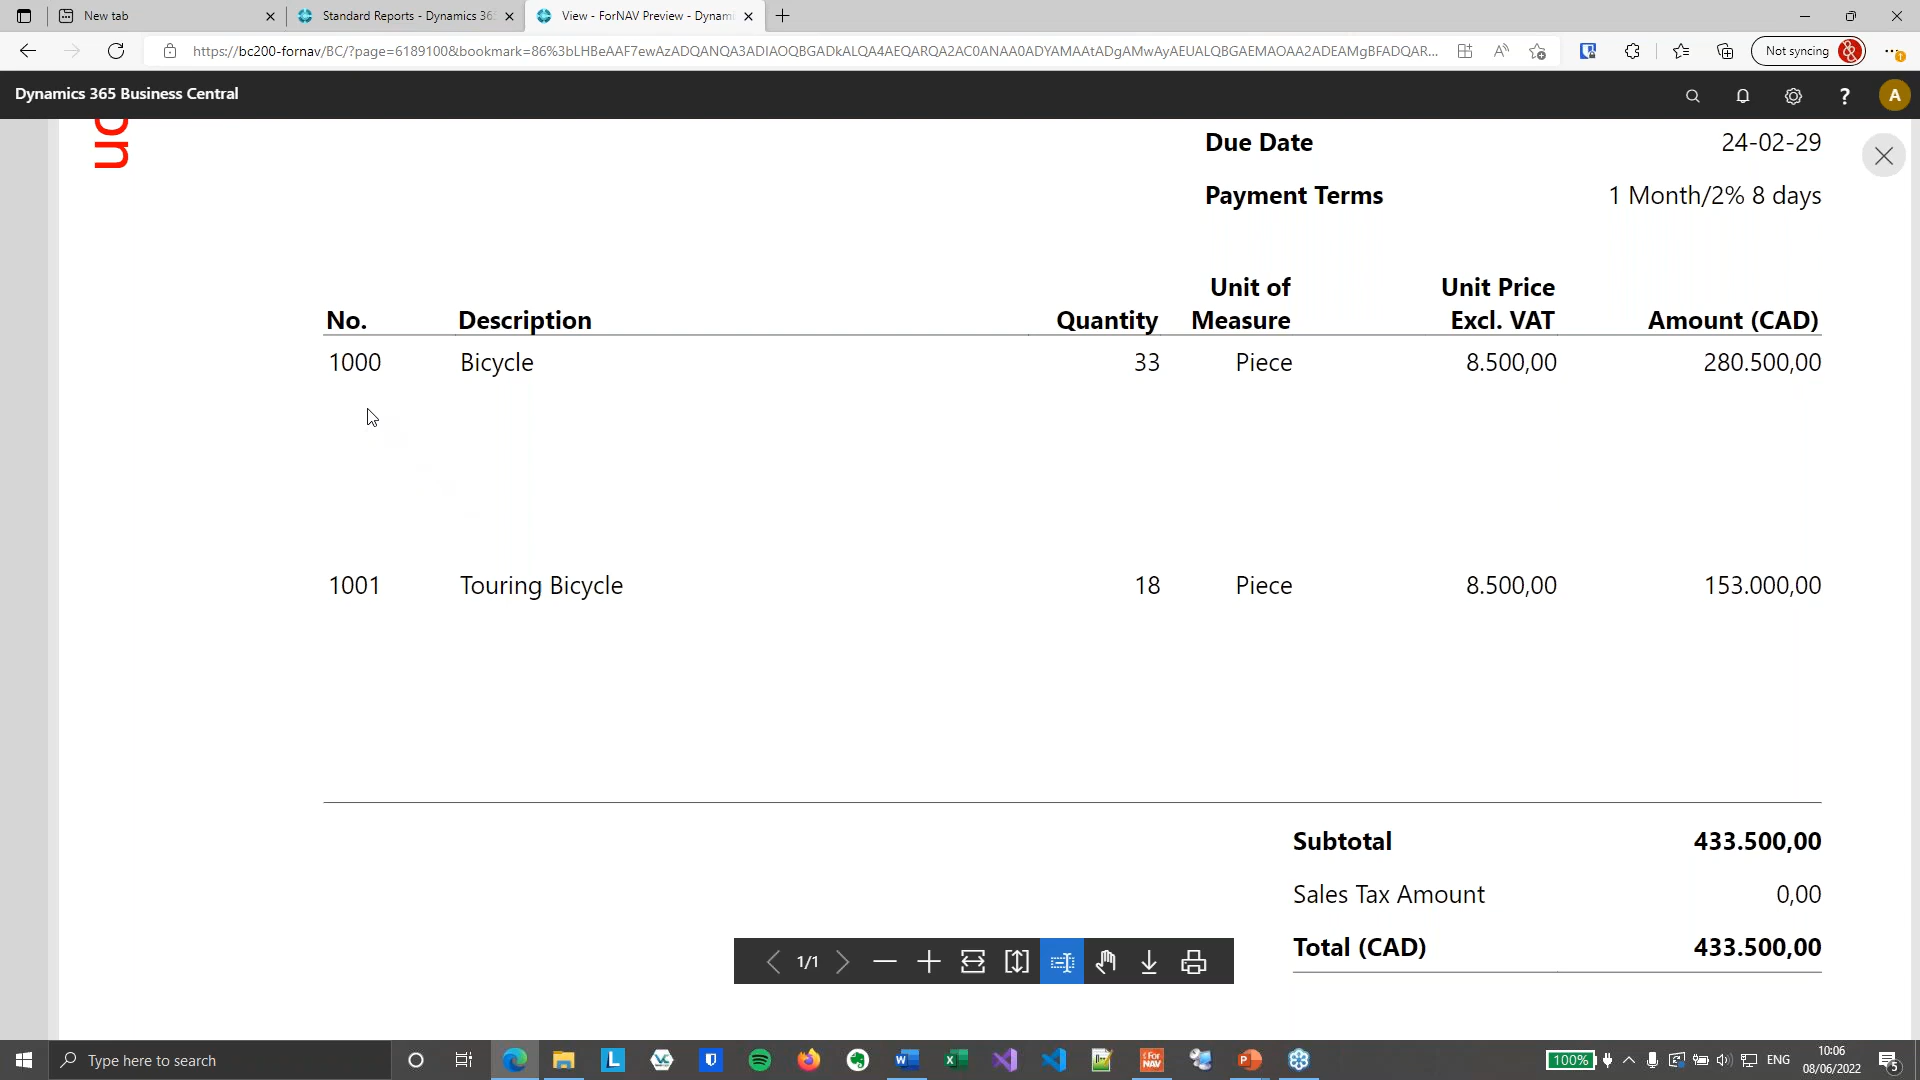 New tab
Standard Reports - Dynamics 36
View - ForNAV Preview - Dynam
https://bc200-fornav/BC/?page=6189100&bookmark=86%3bLHBeAAF7ewAzADQANQA3ADIAOQBGADkALQA4AEQARQA2AC0ANAA0ADYAMAAtADgAMwAyAEUALQBGAEMAOAA2ADEAMgBFADQAR...
Not syncing
Dynamics 365 Business Central
A
on
Due Date 24-02-29
Payment Terms 1 Month/2% 8 days
Unit of Unit Price
No. Description Quantity Measure Excl. VAT Amount (CAD)
1000 Bicycle 33 Piece 8.500,00 280.500,00
1001 Touring Bicycle 18 Piece 8.500,00 153.000,00
Subtotal 433.500,00
Sales Tax Amount 0,00
1/1
Total (CAD) 433.500,00
Type here to search
100%
ENG
10:06
08/06/2022
5